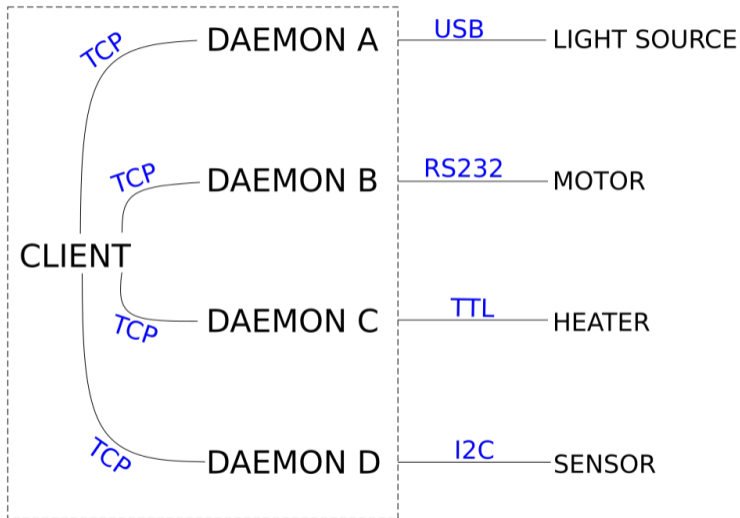 TCP
DAEMON A
USB
LIGHT SOURCE
TCP
DAEMON B
RS232
MOTOR
CLIENT
TCP
DAEMON C
TTL
HEATER
TCP
DAEMON D
I2C
SENSOR